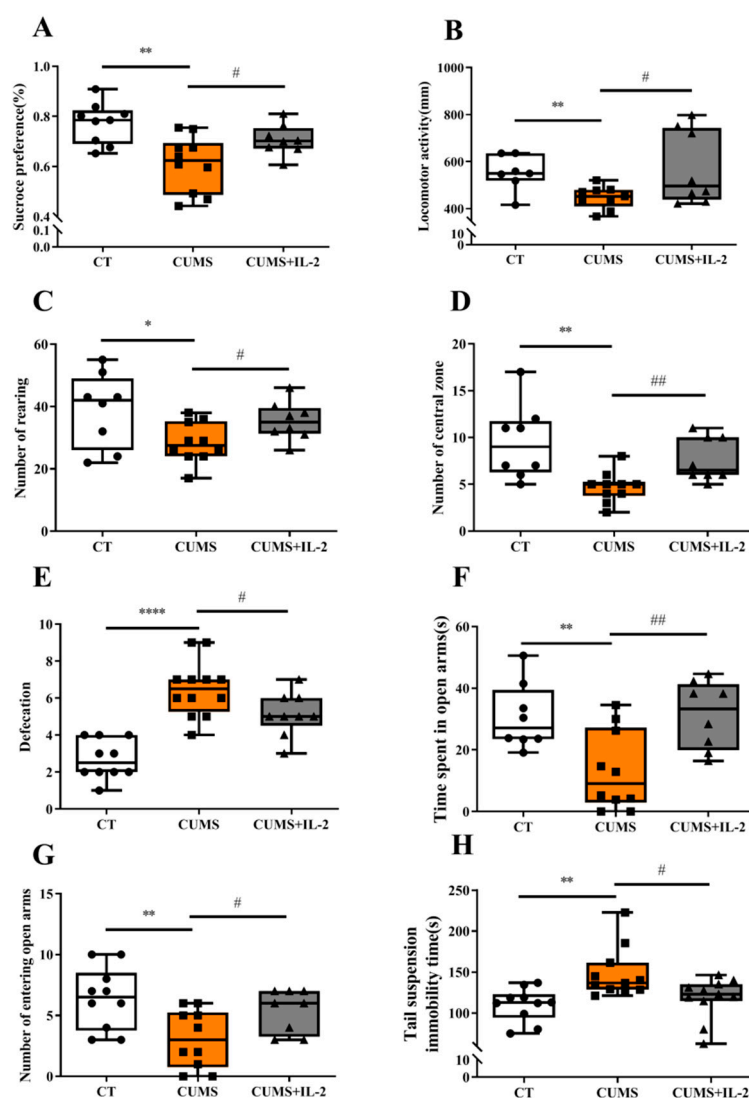 A
**
#
Sucroce preference(%)
1.0
0.8
0.6
0.4
0.1
0.0
CT
CUMS
CUMS+IL-2
B
**
#
Locomotor activity(mm)
1000
800
600
400
10
0
CT
CUMS
CUMS+IL-2
C
*
#
Number of rearing
60
40
20
0
CT
CUMS
CUMS+IL-2
D
**
##
Number of central zone
20
15
10
5
0
CT
CUMS
CUMS+IL-2
E
****
#
Defecation
10
8
6
4
2
0
CT
CUMS
CUMS+IL-2
F
**
##
Time spent in open arms(s)
60
40
20
0
CT
CUMS
CUMS+IL-2
G
**
#
Number of entering open arms
15
10
5
0
CT
CUMS
CUMS+IL-2
H
**
#
Tail suspension
immobility time(s)
250
200
150
100
10
0
CT
CUMS
CUMS+IL-2